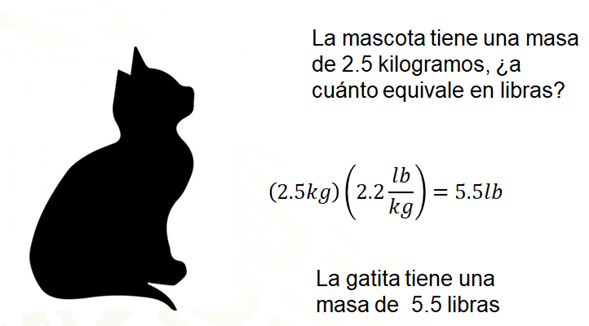 La mascota tiene una masa
de 2.5 kilogramos, ¿a
cuánto equivale en libras?
(2.5kg) (2.2 lb/kg) = 5.5lb
La gatita tiene una
masa de 5.5 libras